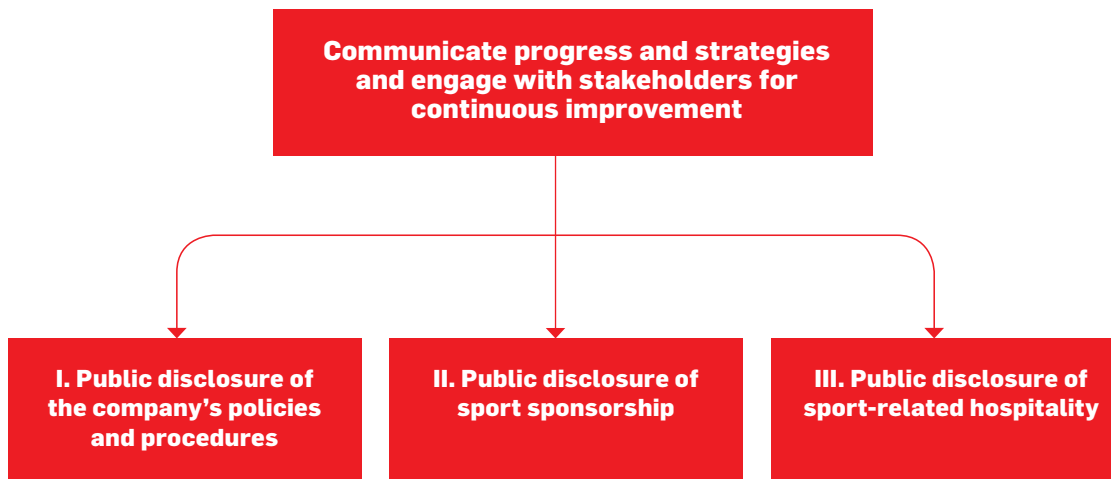 Communicate progress and strategies
and engage with stakeholders for
continuous improvement
I. Public disclosure of
the company’s policies
and procedures
II. Public disclosure of
sport sponsorship
III. Public disclosure of
sport-related hospitality